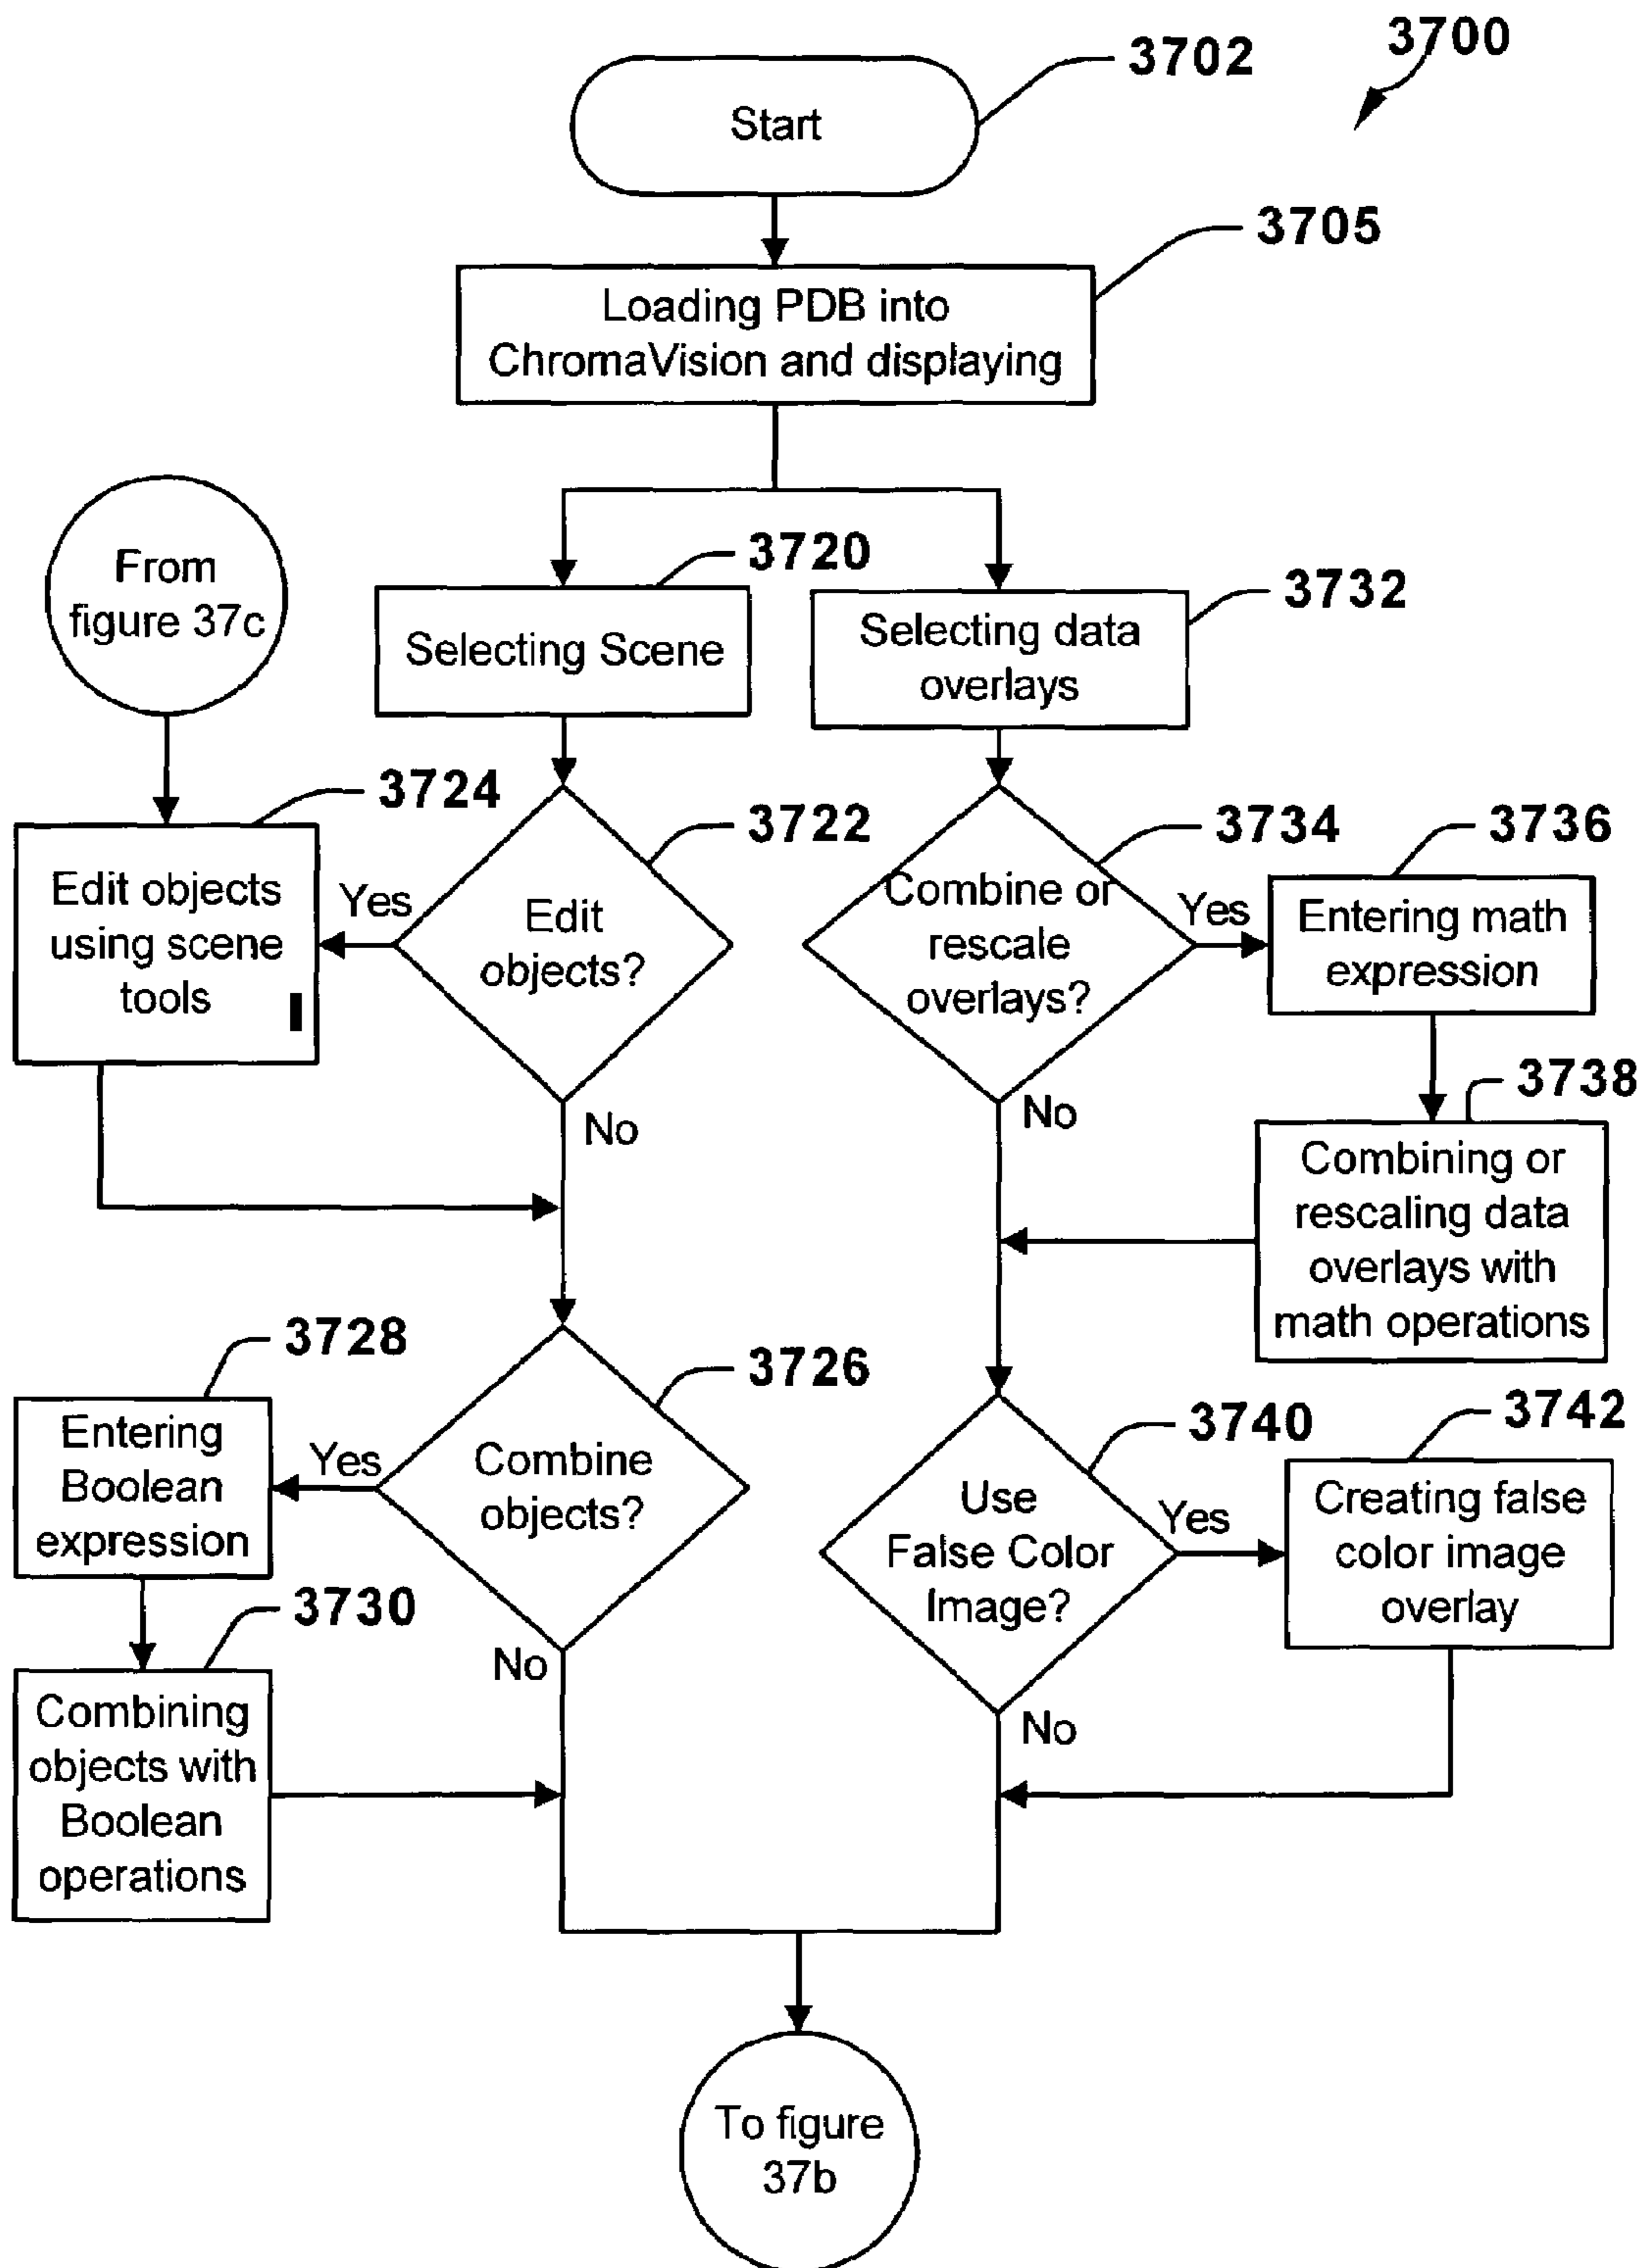 3700
3702
Start
3705
Loading PDB into
ChromaVision and displaying
From
figure 37c
3720
Selecting Scene
3732
Selecting data
overlays
3724
Edit objects
using scene
tools
3722
Yes
Edit
objects?
No
3734
Combine or
rescale
overlays?
Yes
No
3736
Entering math
expression
3738
Combining or
rescaling data
overlays with
math operations
3728
Entering
Boolean
expression
3726
Yes
Combine
objects?
No
3730
Combining
objects with
Boolean
operations
3740
Use
False Color
Image?
Yes
No
3742
Creating false
color image
overlay
To figure
37b